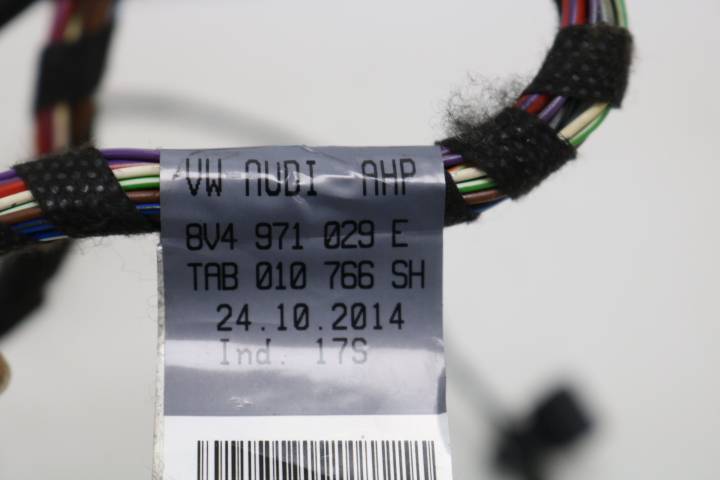 VW AUDI AHP
8V4 971 029 E
TAB 010 766 SH
24.10.2014
Ind. 17S